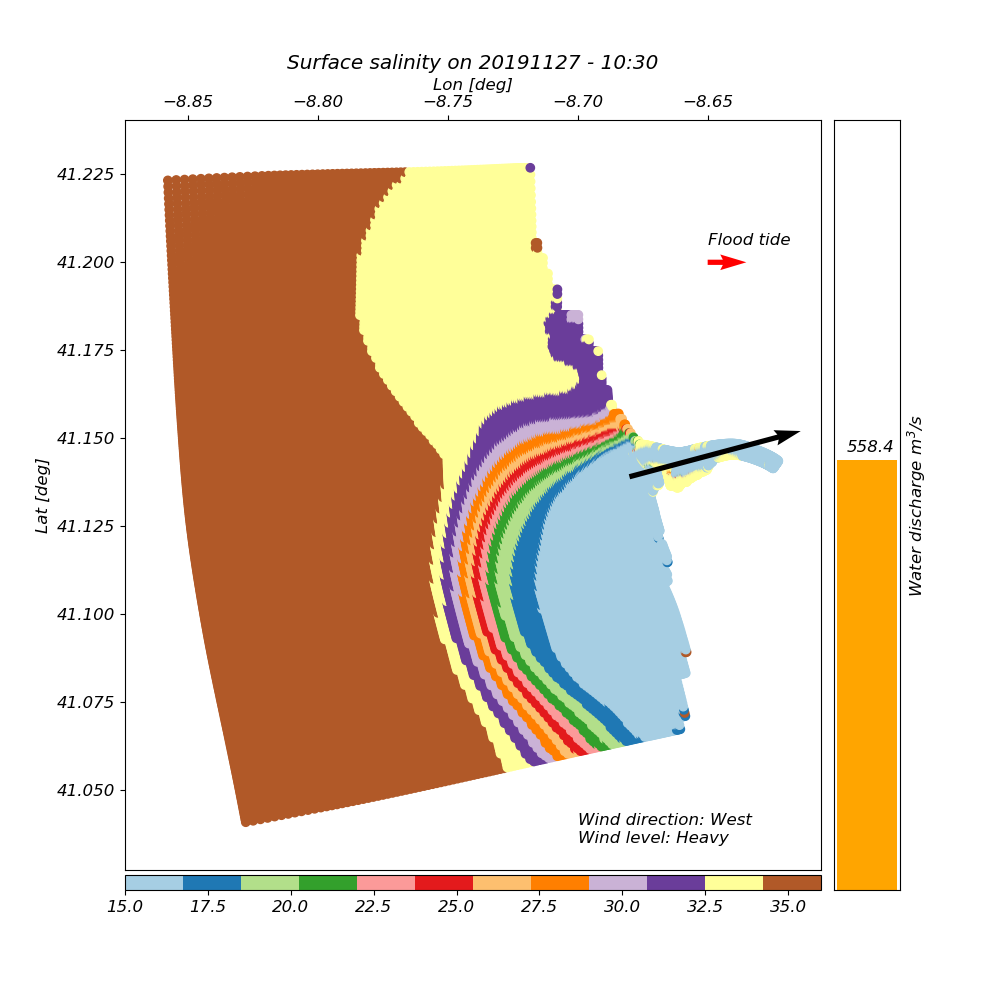 Surface salinity on 20191127 - 10:30
Lon [deg]
−8.85 −8.80 −8.75 −8.70 −8.65
41.225
41.200
41.175
41.150
41.125
41.100
41.075
41.050
Lat [deg]
Flood tide
Wind direction: West
Wind level: Heavy
558.4
Water discharge m³/s
15.0 17.5 20.0 22.5 25.0 27.5 30.0 32.5 35.0